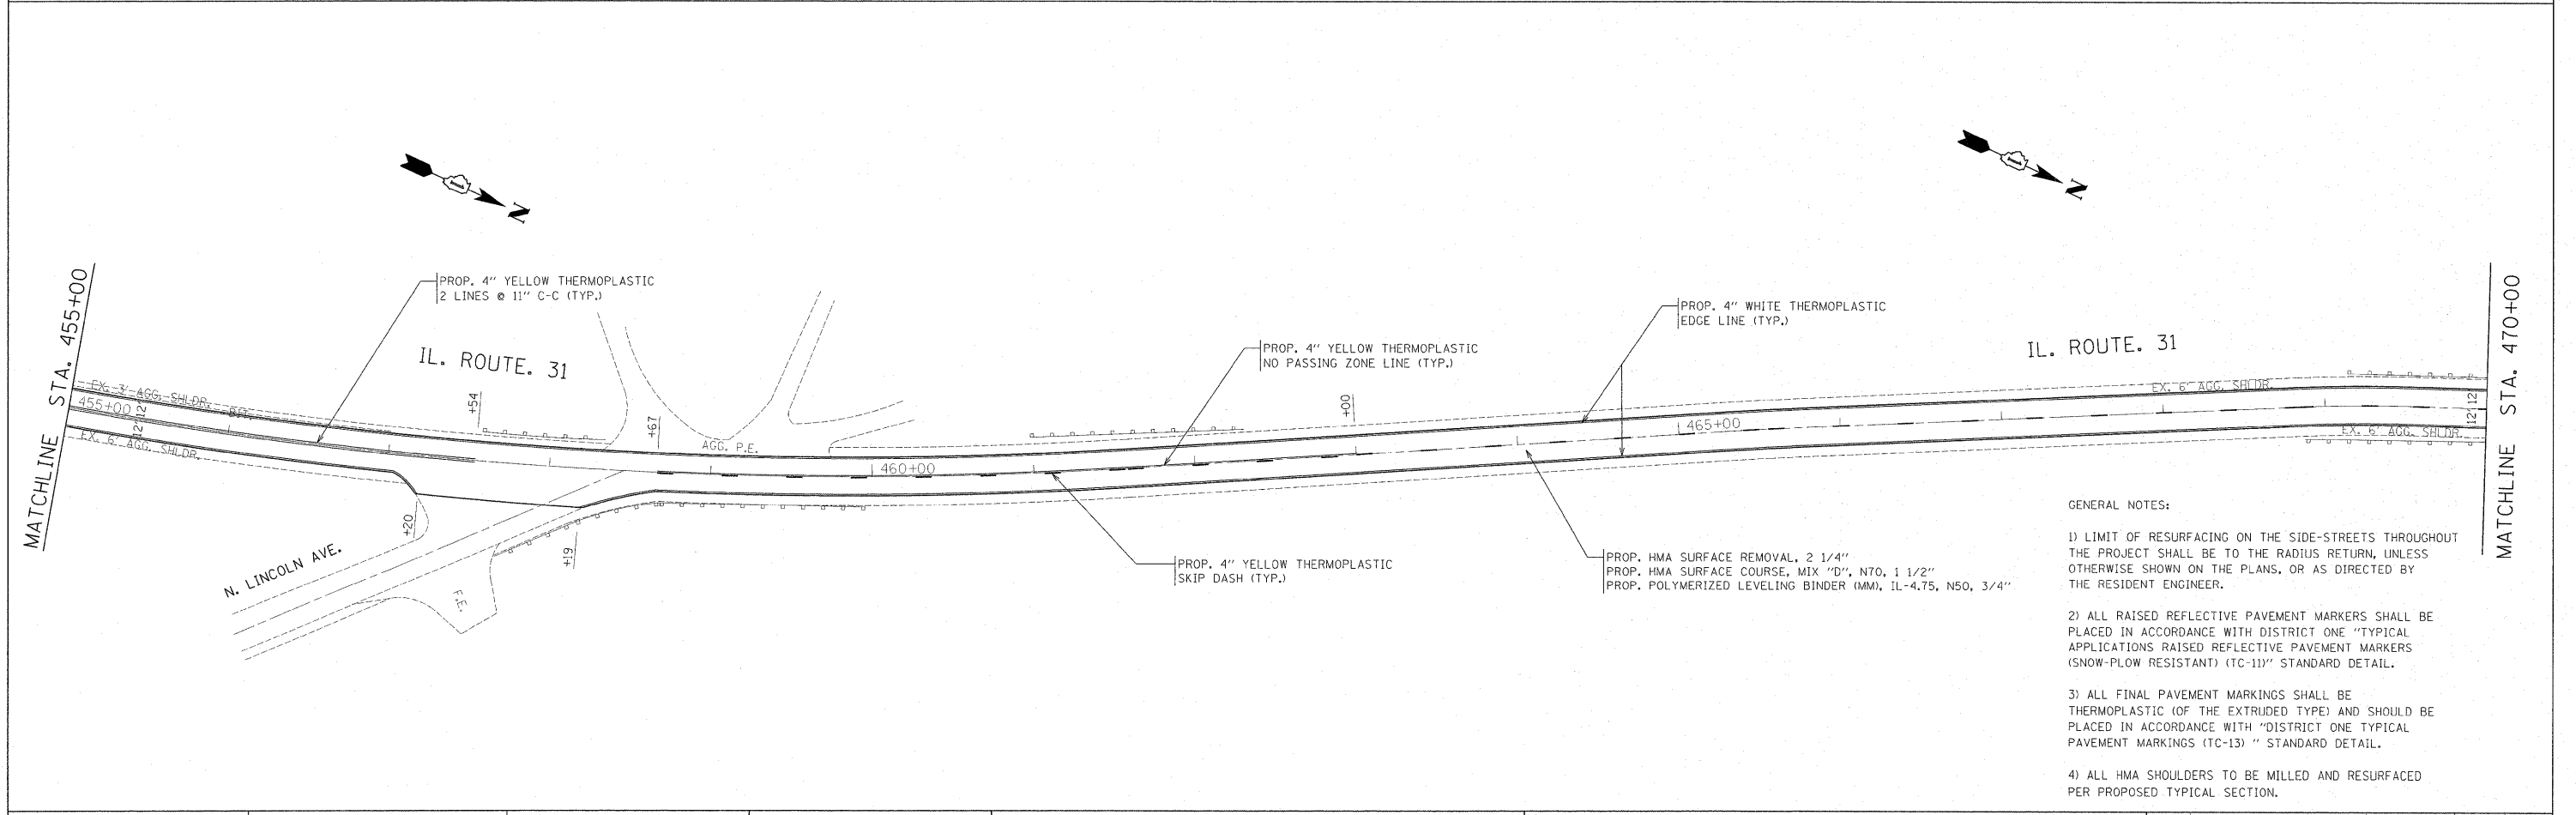 N
N
MATCHLINE STA. 455+00
PROP. 4" YELLOW THERMOPLASTIC
2 LINES @ 11" C-C (TYP.)
IL. ROUTE. 31
EX. 3' AGG. SHLDR.
BIT.
455+00
12'
12'
EX. 6' AGG. SHLDR.
+54
+67
AGG. P.E.
+20
+19
N. LINCOLN AVE.
F.E.
460+00
PROP. 4" YELLOW THERMOPLASTIC
NO PASSING ZONE LINE (TYP.)
+00
PROP. 4" YELLOW THERMOPLASTIC
SKIP DASH (TYP.)
PROP. 4" WHITE THERMOPLASTIC
EDGE LINE (TYP.)
465+00
PROP. HMA SURFACE REMOVAL, 2 1/4"
PROP. HMA SURFACE COURSE, MIX "D", N70, 1 1/2"
PROP. POLYMERIZED LEVELING BINDER (MM), IL-4.75, N50, 3/4"
IL. ROUTE. 31
EX. 6' AGG. SHLDR.
12'
12'
EX. 6' AGG. SHLDR.
MATCHLINE STA. 470+00
GENERAL NOTES:
1) LIMIT OF RESURFACING ON THE SIDE-STREETS THROUGHOUT
THE PROJECT SHALL BE TO THE RADIUS RETURN, UNLESS
OTHERWISE SHOWN ON THE PLANS, OR AS DIRECTED BY
THE RESIDENT ENGINEER.
2) ALL RAISED REFLECTIVE PAVEMENT MARKERS SHALL BE
PLACED IN ACCORDANCE WITH DISTRICT ONE "TYPICAL
APPLICATIONS RAISED REFLECTIVE PAVEMENT MARKERS
(SNOW-PLOW RESISTANT) (TC-11)" STANDARD DETAIL.
3) ALL FINAL PAVEMENT MARKINGS SHALL BE
THERMOPLASTIC (OF THE EXTRUDED TYPE) AND SHOULD BE
PLACED IN ACCORDANCE WITH "DISTRICT ONE TYPICAL
PAVEMENT MARKINGS (TC-13) " STANDARD DETAIL.
4) ALL HMA SHOULDERS TO BE MILLED AND RESURFACED
PER PROPOSED TYPICAL SECTION.